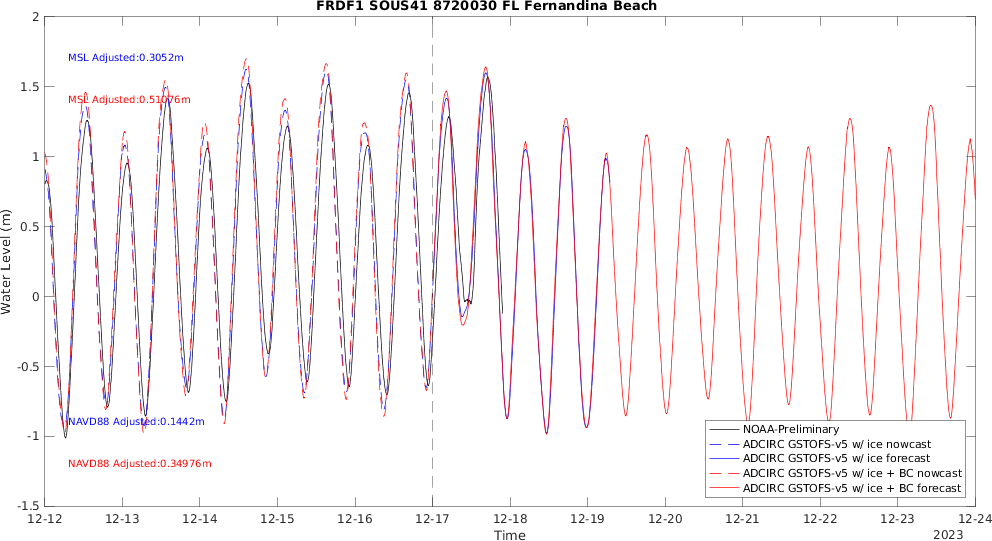 FRDF1 SOUS41 8720030 FL Fernandina Beach
2
1.5
1
0.5
0
-0.5
-1
-1.5
Water Level (m)
MSL Adjusted:0.3052m
MSL Adjusted:0.51076m
NAVD88 Adjusted:0.1442m
NAVD88 Adjusted:0.34976m
NOAA-Preliminary
ADCIRC GSTOFS-v5 w/ ice nowcast
ADCIRC GSTOFS-v5 w/ ice forecast
ADCIRC GSTOFS-v5 w/ ice + BC nowcast
ADCIRC GSTOFS-v5 w/ ice + BC forecast
12-12 12-13 12-14 12-15 12-16 12-17 12-18 12-19 12-20 12-21 12-22 12-23 12-24
Time
2023